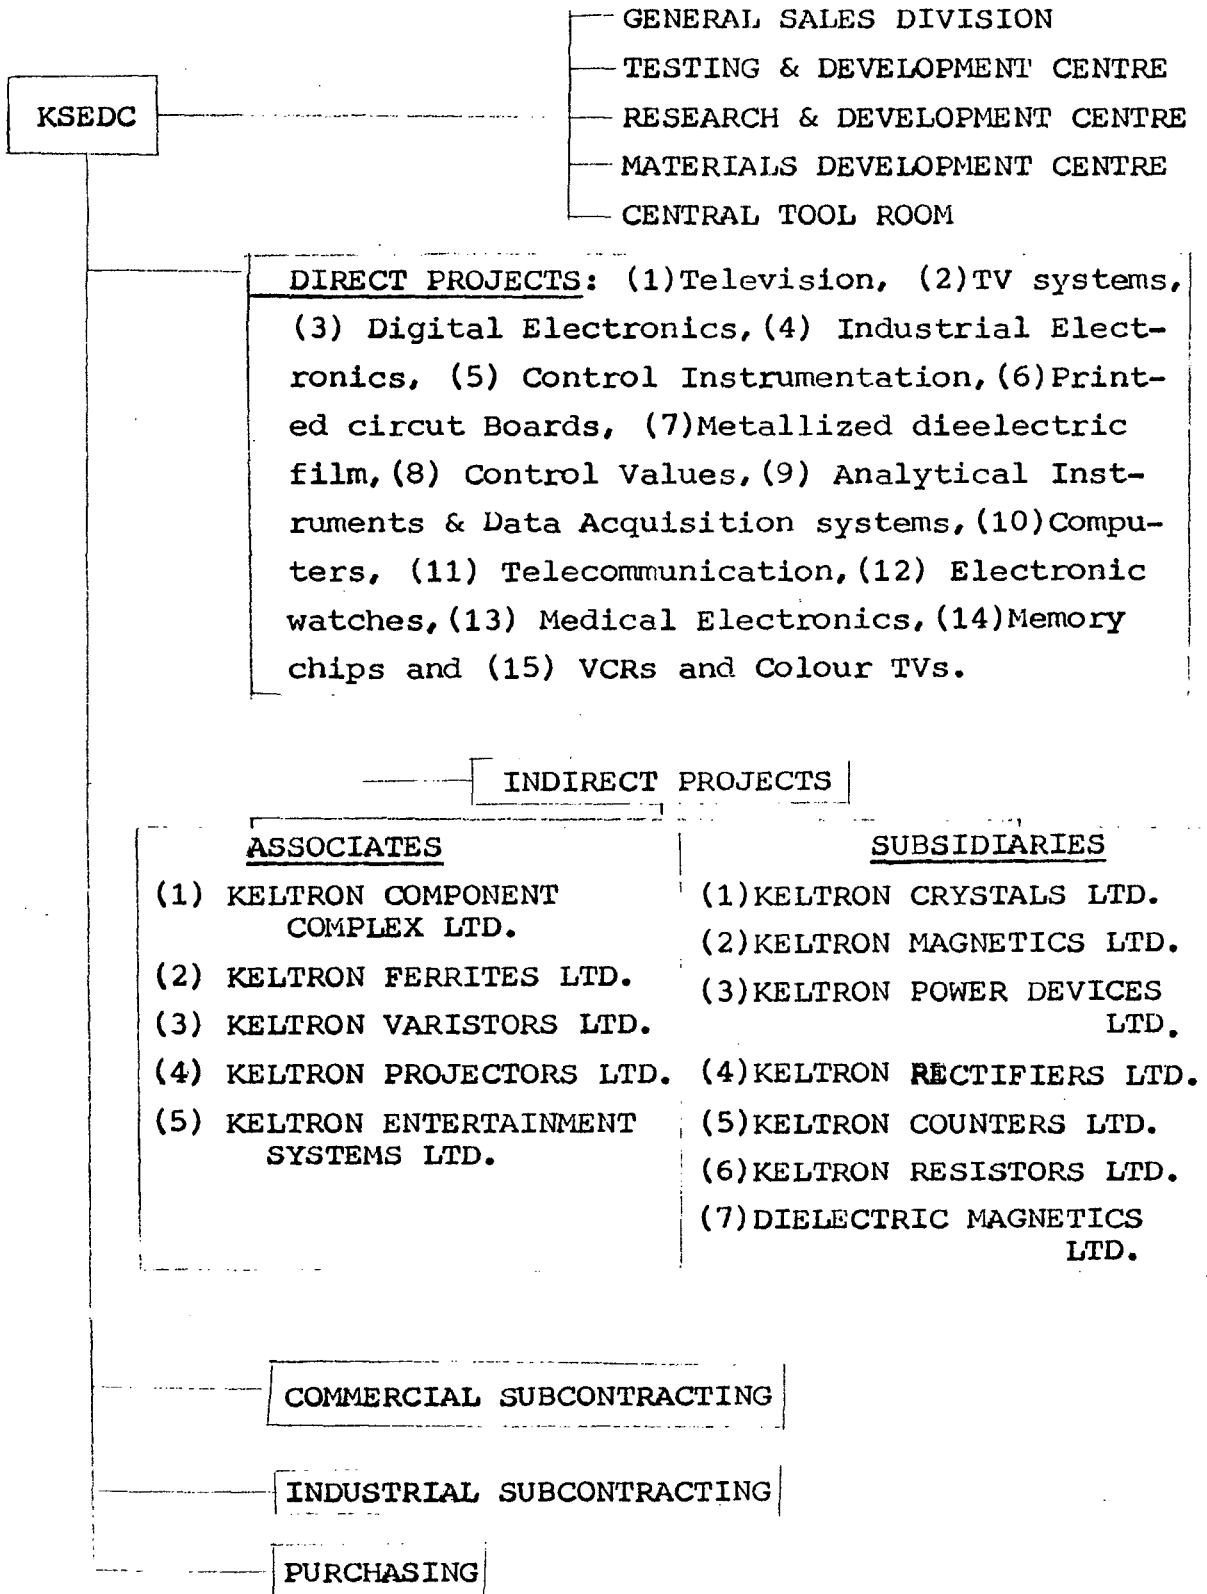 GENERAL SALES DIVISION
TESTING & DEVELOPMENT CENTRE
KSEDC
RESEARCH & DEVELOPMENT CENTRE
MATERIALS DEVELOPMENT CENTRE
CENTRAL TOOL ROOM
DIRECT PROJECTS: (1)Television, (2)TV systems,
(3) Digital Electronics, (4) Industrial Elect-
ronics, (5) Control Instrumentation, (6)Print-
ed circut Boards, (7)Metallized dieelectric
film, (8) Control Values, (9) Analytical Inst-
ruments & Data Acquisition systems, (10)Compu-
ters, (11) Telecommunication, (12) Electronic
watches, (13) Medical Electronics, (14)Memory
chips and (15) VCRs and Colour TVs.
INDIRECT PROJECTS
ASSOCIATES
(1) KELTRON COMPONENT
COMPLEX LTD.
(2) KELTRON FERRITES LTD.
(3) KELTRON VARISTORS LTD.
(4) KELTRON PROJECTORS LTD.
(5) KELTRON ENTERTAINMENT
SYSTEMS LTD.
SUBSIDIARIES
(1)KELTRON CRYSTALS LTD.
(2)KELTRON MAGNETICS LTD.
(3)KELTRON POWER DEVICES
LTD.
(4)KELTRON RECTIFIERS LTD.
(5)KELTRON COUNTERS LTD.
(6)KELTRON RESISTORS LTD.
(7)DIELECTRIC MAGNETICS
LTD.
COMMERCIAL SUBCONTRACTING
INDUSTRIAL SUBCONTRACTING
PURCHASING